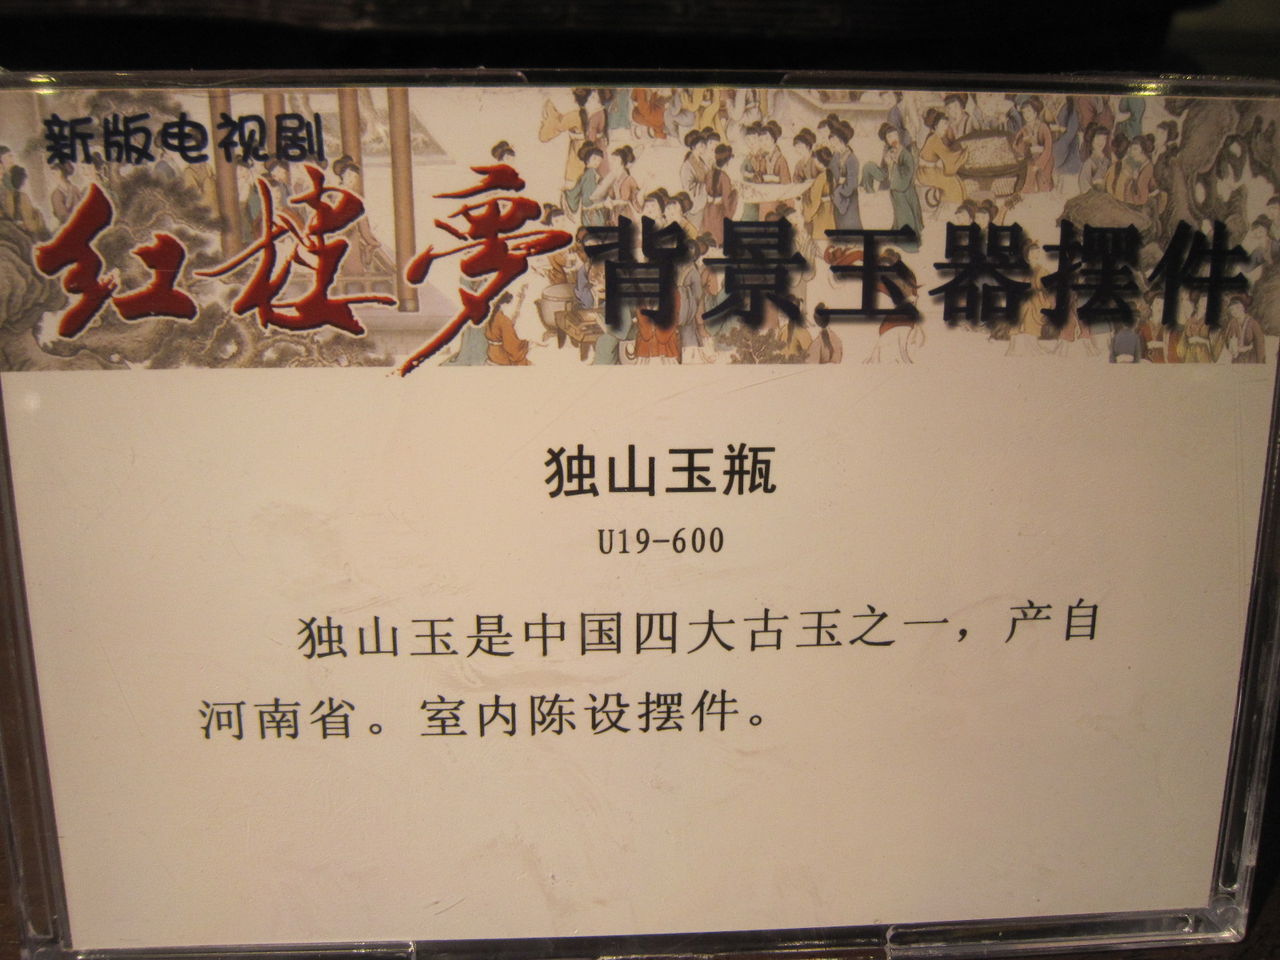 新版电视剧
红楼梦背景玉器摆件
独山玉瓶
U19-600
独山玉是中国四大古玉之一，产自
河南省。室内陈设摆件。